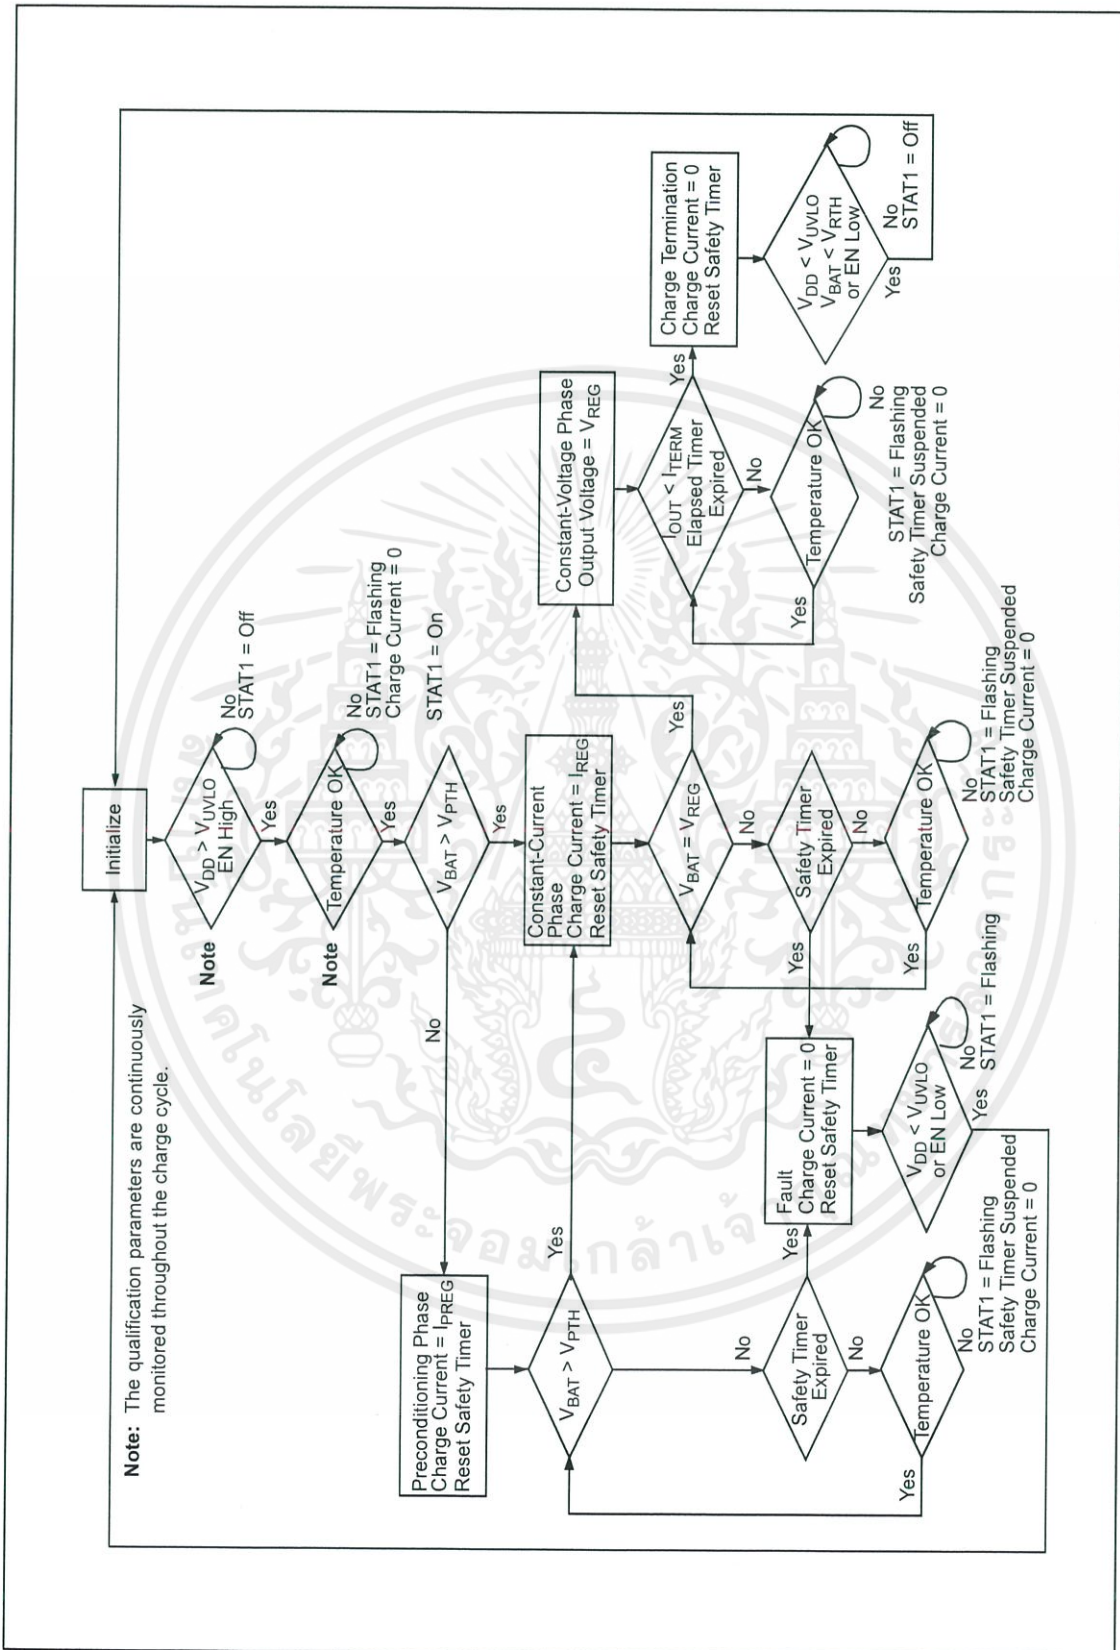 Note: The qualification parameters are continuously
monitored throughout the charge cycle.
Initialize
Note
VDD > VUVLO
EN High
No
STAT1 = Off
Yes
Note
Temperature OK
No
STAT1 = Flashing
Charge Current = 0
Yes
VBAT > VPTH
STAT1 = On
No
Yes
Preconditioning Phase
Charge Current = IPREG
Reset Safety Timer
VBAT > VPTH
Yes
No
Safety Timer
Expired
Yes
No
Temperature OK
Yes
No
STAT1 = Flashing
Safety Timer Suspended
Charge Current = 0
Constant-Current
Phase
Charge Current = IREG
Reset Safety Timer
VBAT = VREG
Yes
No
Safety Timer
Expired
Yes
No
Temperature OK
Yes
No
STAT1 = Flashing
Safety Timer Suspended
Charge Current = 0
Fault
Charge Current = 0
Reset Safety Timer
VDD < VUVLO
or EN Low
No
STAT1 = Flashing
Yes
Constant-Voltage Phase
Output Voltage = VREG
IOUT < ITERM
Elapsed Timer
Expired
Yes
No
Temperature OK
Yes
No
STAT1 = Flashing
Safety Timer Suspended
Charge Current = 0
Charge Termination
Charge Current = 0
Reset Safety Timer
VDD < VUVLO
VBAT < VRTH
or EN Low
No
STAT1 = Off
Yes